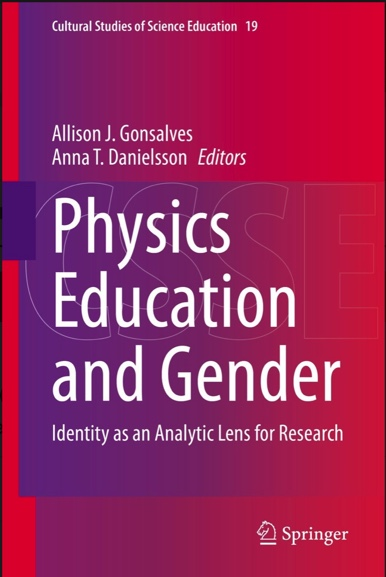 Cultural Studies of Science Education 19
Allison J. Gonsalves
Anna T. Danielsson Editors
CSSE
Physics
Education
and Gender
Identity as an Analytic Lens for Research
Springer